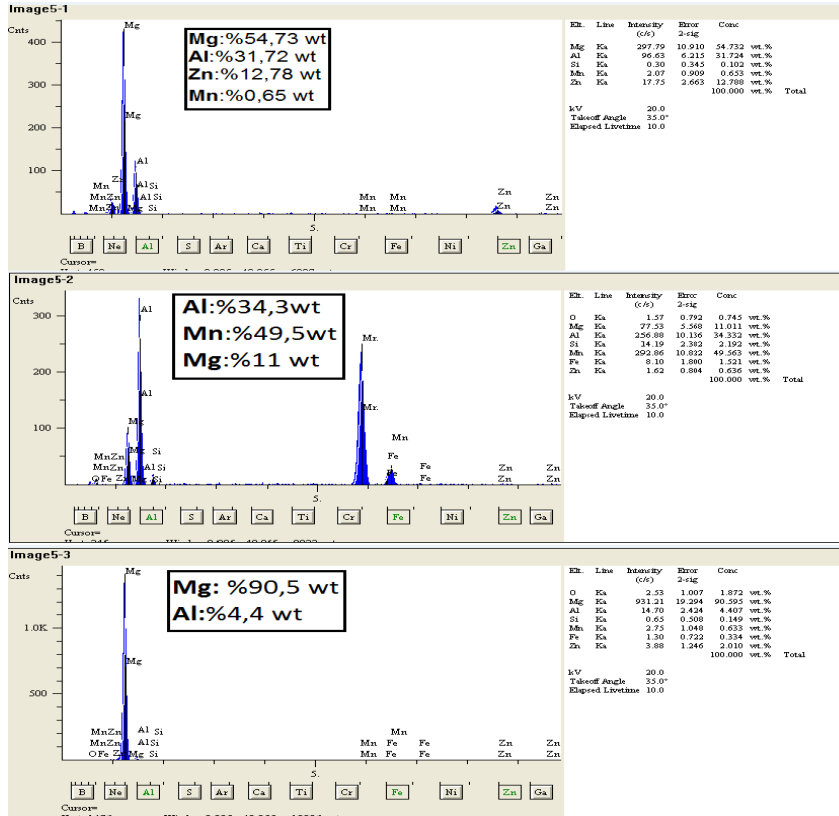 Image5-1
Cnts
400
300
200
100
Mg
Mg
Al
Al
Mg:%54,73 wt
Al:%31,72 wt
Zn:%12,78 wt
Mn:%0,65 wt
Mn Al Si Mn Mn Zn Zn Ga
MnZn Al Si Mn Mn Zn Ga
5.
B Ne Al S Ar Ca Ti Cr Fe Ni Zn Ga
Cursor=
Elt. Line Intensity (c/s) Error 2-sig Conc
Mg Ka 297.79 10.910 54.732 wt.%
Al Ka 96.63 6.215 31.724 wt.%
Si Ka 0.30 0.345 0.102 wt.%
Mn Ka 2.07 0.909 0.653 wt.%
Zn Ka 17.75 2.663 12.788 wt.%
100.000 wt.% Total
kV 20.0
Takeoff Angle 35.0°
Elapsed Livetime 10.0
Image5-2
Cnts
300
200
100
Al
Al
Mg
Mg
Al:%34,3wt
Mn:%49,5wt
Mg:%11 wt
MnZn Si Mn
MnZn Al Si Fe Fe Zn Ga
O Fe Mg Si Fe Zn Ga
5.
B Ne Al S Ar Ca Ti Cr Fe Ni Zn Ga
Cursor=
Elt. Line Intensity (c/s) Error 2-sig Conc
O Ka 1.57 0.792 0.745 wt.%
Mg Ka 77.53 5.568 11.011 wt.%
Al Ka 256.88 10.136 34.332 wt.%
Si Ka 14.19 2.382 2.192 wt.%
Mn Ka 292.86 10.822 49.563 wt.%
Fe Ka 8.10 1.800 1.521 wt.%
Zn Ka 1.62 0.804 0.636 wt.%
100.000 wt.% Total
kV 20.0
Takeoff Angle 35.0°
Elapsed Livetime 10.0
Image5-3
Cnts
1.0K
500
Mg
Mg
Mg: %90,5 wt
Al:%4,4 wt
MnZn Al Si Mn
MnZn Al Si Mn Fe Fe Zn Ga
O Fe Zn Mg Si Mn Fe Fe Zn Ga
5.
B Ne Al S Ar Ca Ti Cr Fe Ni Zn Ga
Cursor=
Elt. Line Intensity (c/s) Error 2-sig Conc
O Ka 2.53 1.007 1.872 wt.%
Mg Ka 931.21 19.294 90.595 wt.%
Al Ka 14.70 2.424 4.407 wt.%
Si Ka 0.65 0.508 0.149 wt.%
Mn Ka 2.75 1.048 0.633 wt.%
Fe Ka 1.30 0.722 0.334 wt.%
Zn Ka 3.88 1.246 2.010 wt.%
100.000 wt.% Total
kV 20.0
Takeoff Angle 35.0°
Elapsed Livetime 10.0